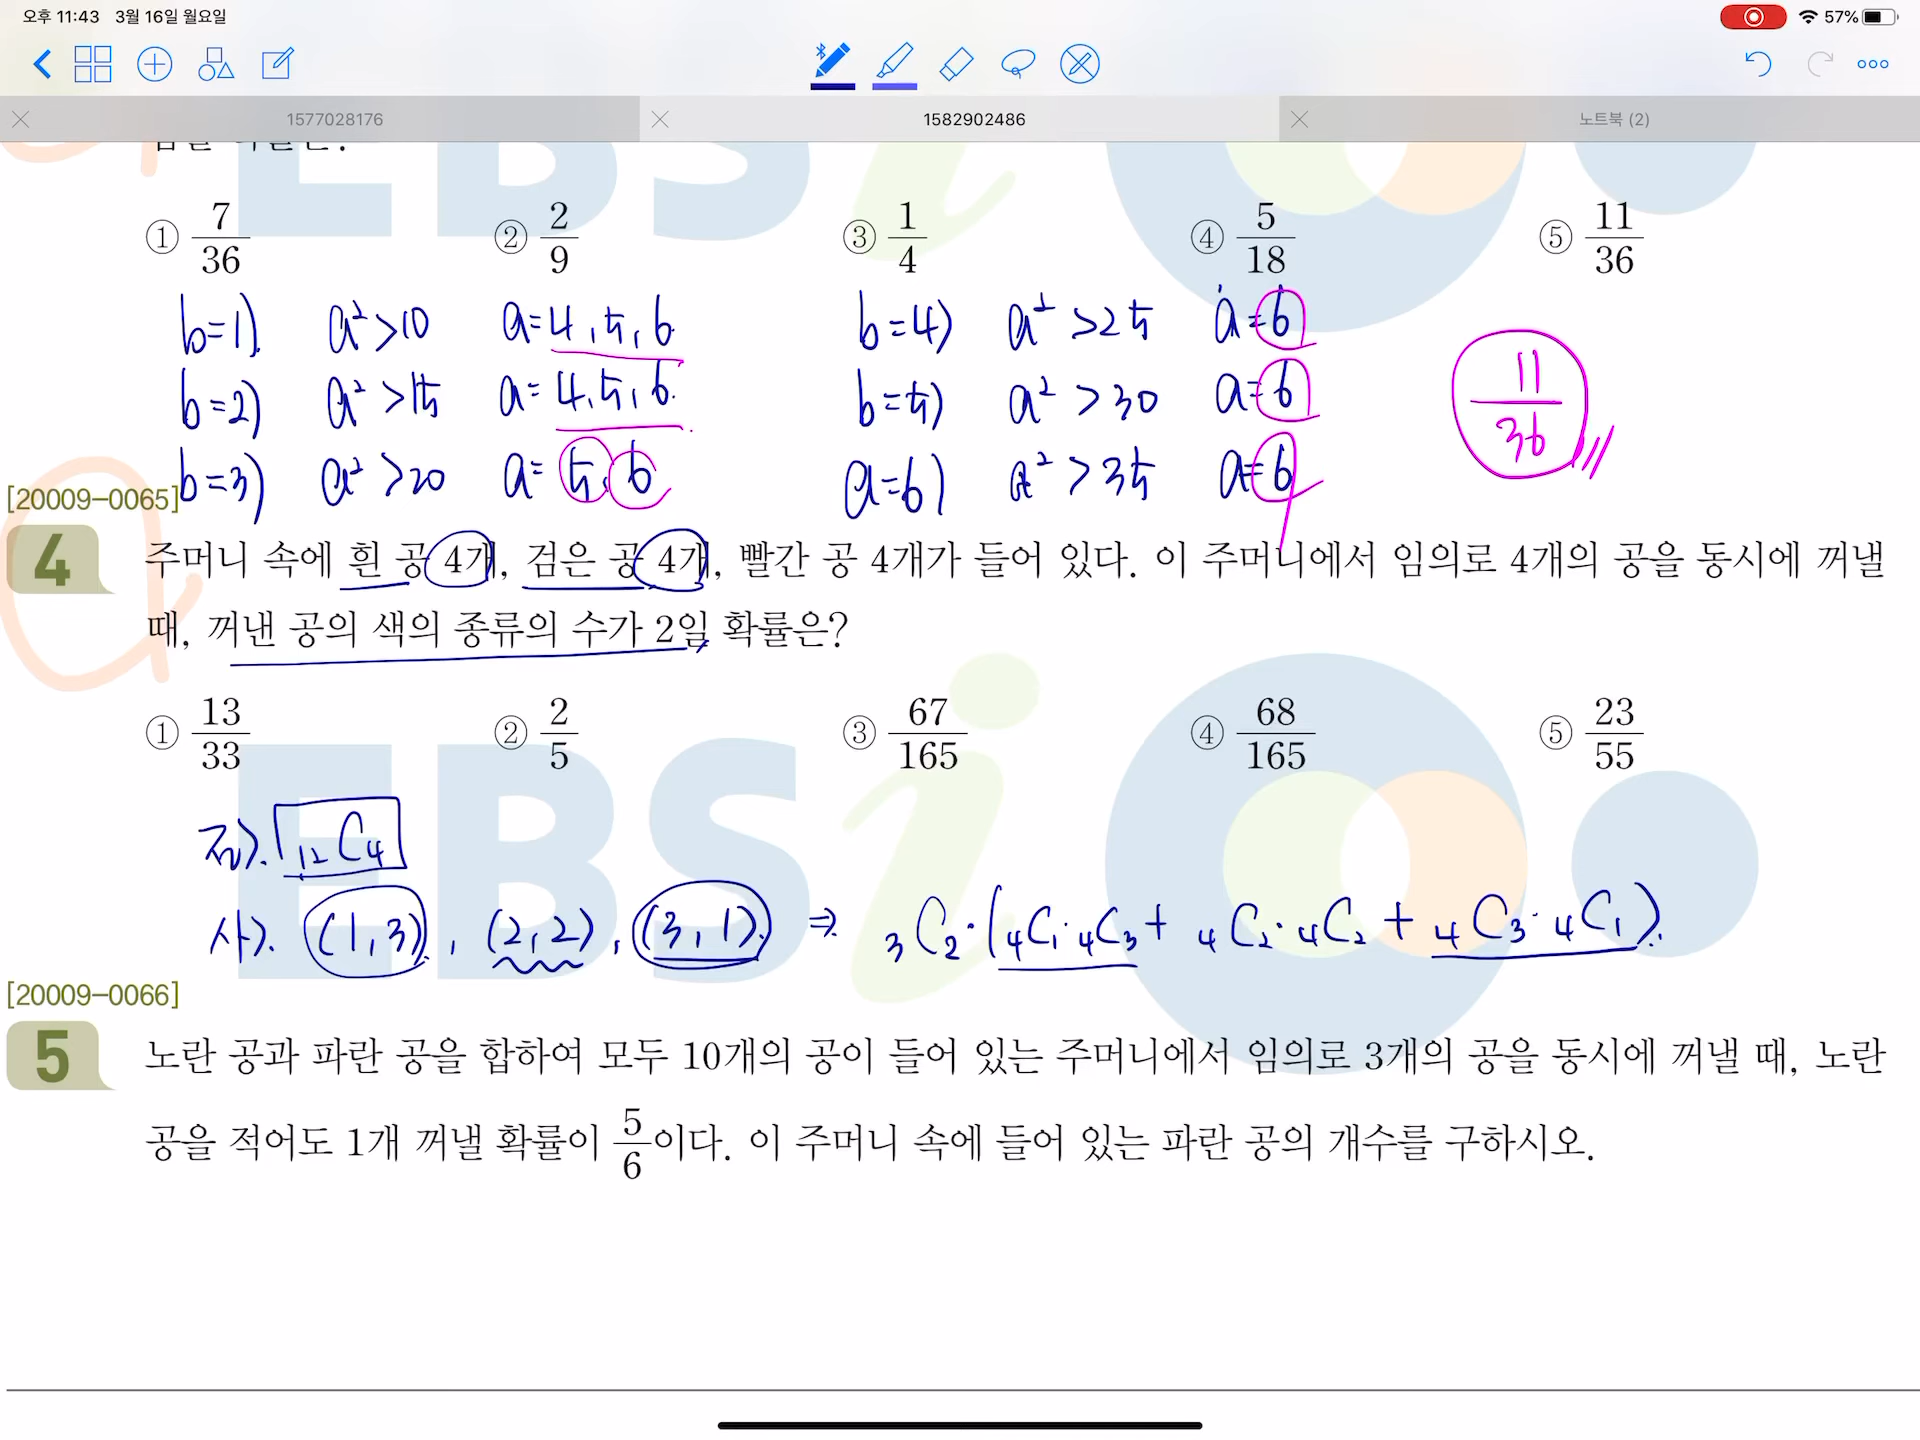 오후 11:43 3월 16일 월요일 57%
1577028176 1582902486 노트북 (2)
① 7/36 ② 2/9 ③ 1/4 ④ 5/18 ⑤ 11/36
b=1) a²>10 a=4, 5, 6 b=4) a²>25 a=6
b=2) a²>15 a=4, 5, 6. b=5) a²>30 a=6 11/36
b=3) a²>20 a=5, 6 a=6) a²>35 a=6
[20009-0065]
4 주머니 속에 흰 공 4개, 검은 공 4개, 빨간 공 4개가 들어 있다. 이 주머니에서 임의로 4개의 공을 동시에 꺼낼
때, 꺼낸 공의 색의 종류의 수가 2일 확률은?
① 13/33 ② 2/5 ③ 67/165 ④ 68/165 ⑤ 23/55
전). ₁₂C₄
사). (1, 3), (2, 2), (3, 1). ⇒ ₃C₂·(₄C₁·₄C₃ + ₄C₂·₄C₂ + ₄C₃·₄C₁).
[20009-0066]
5 노란 공과 파란 공을 합하여 모두 10개의 공이 들어 있는 주머니에서 임의로 3개의 공을 동시에 꺼낼 때, 노란
공을 적어도 1개 꺼낼 확률이 5/6이다. 이 주머니 속에 들어 있는 파란 공의 개수를 구하시오.
EBSi
EBSi